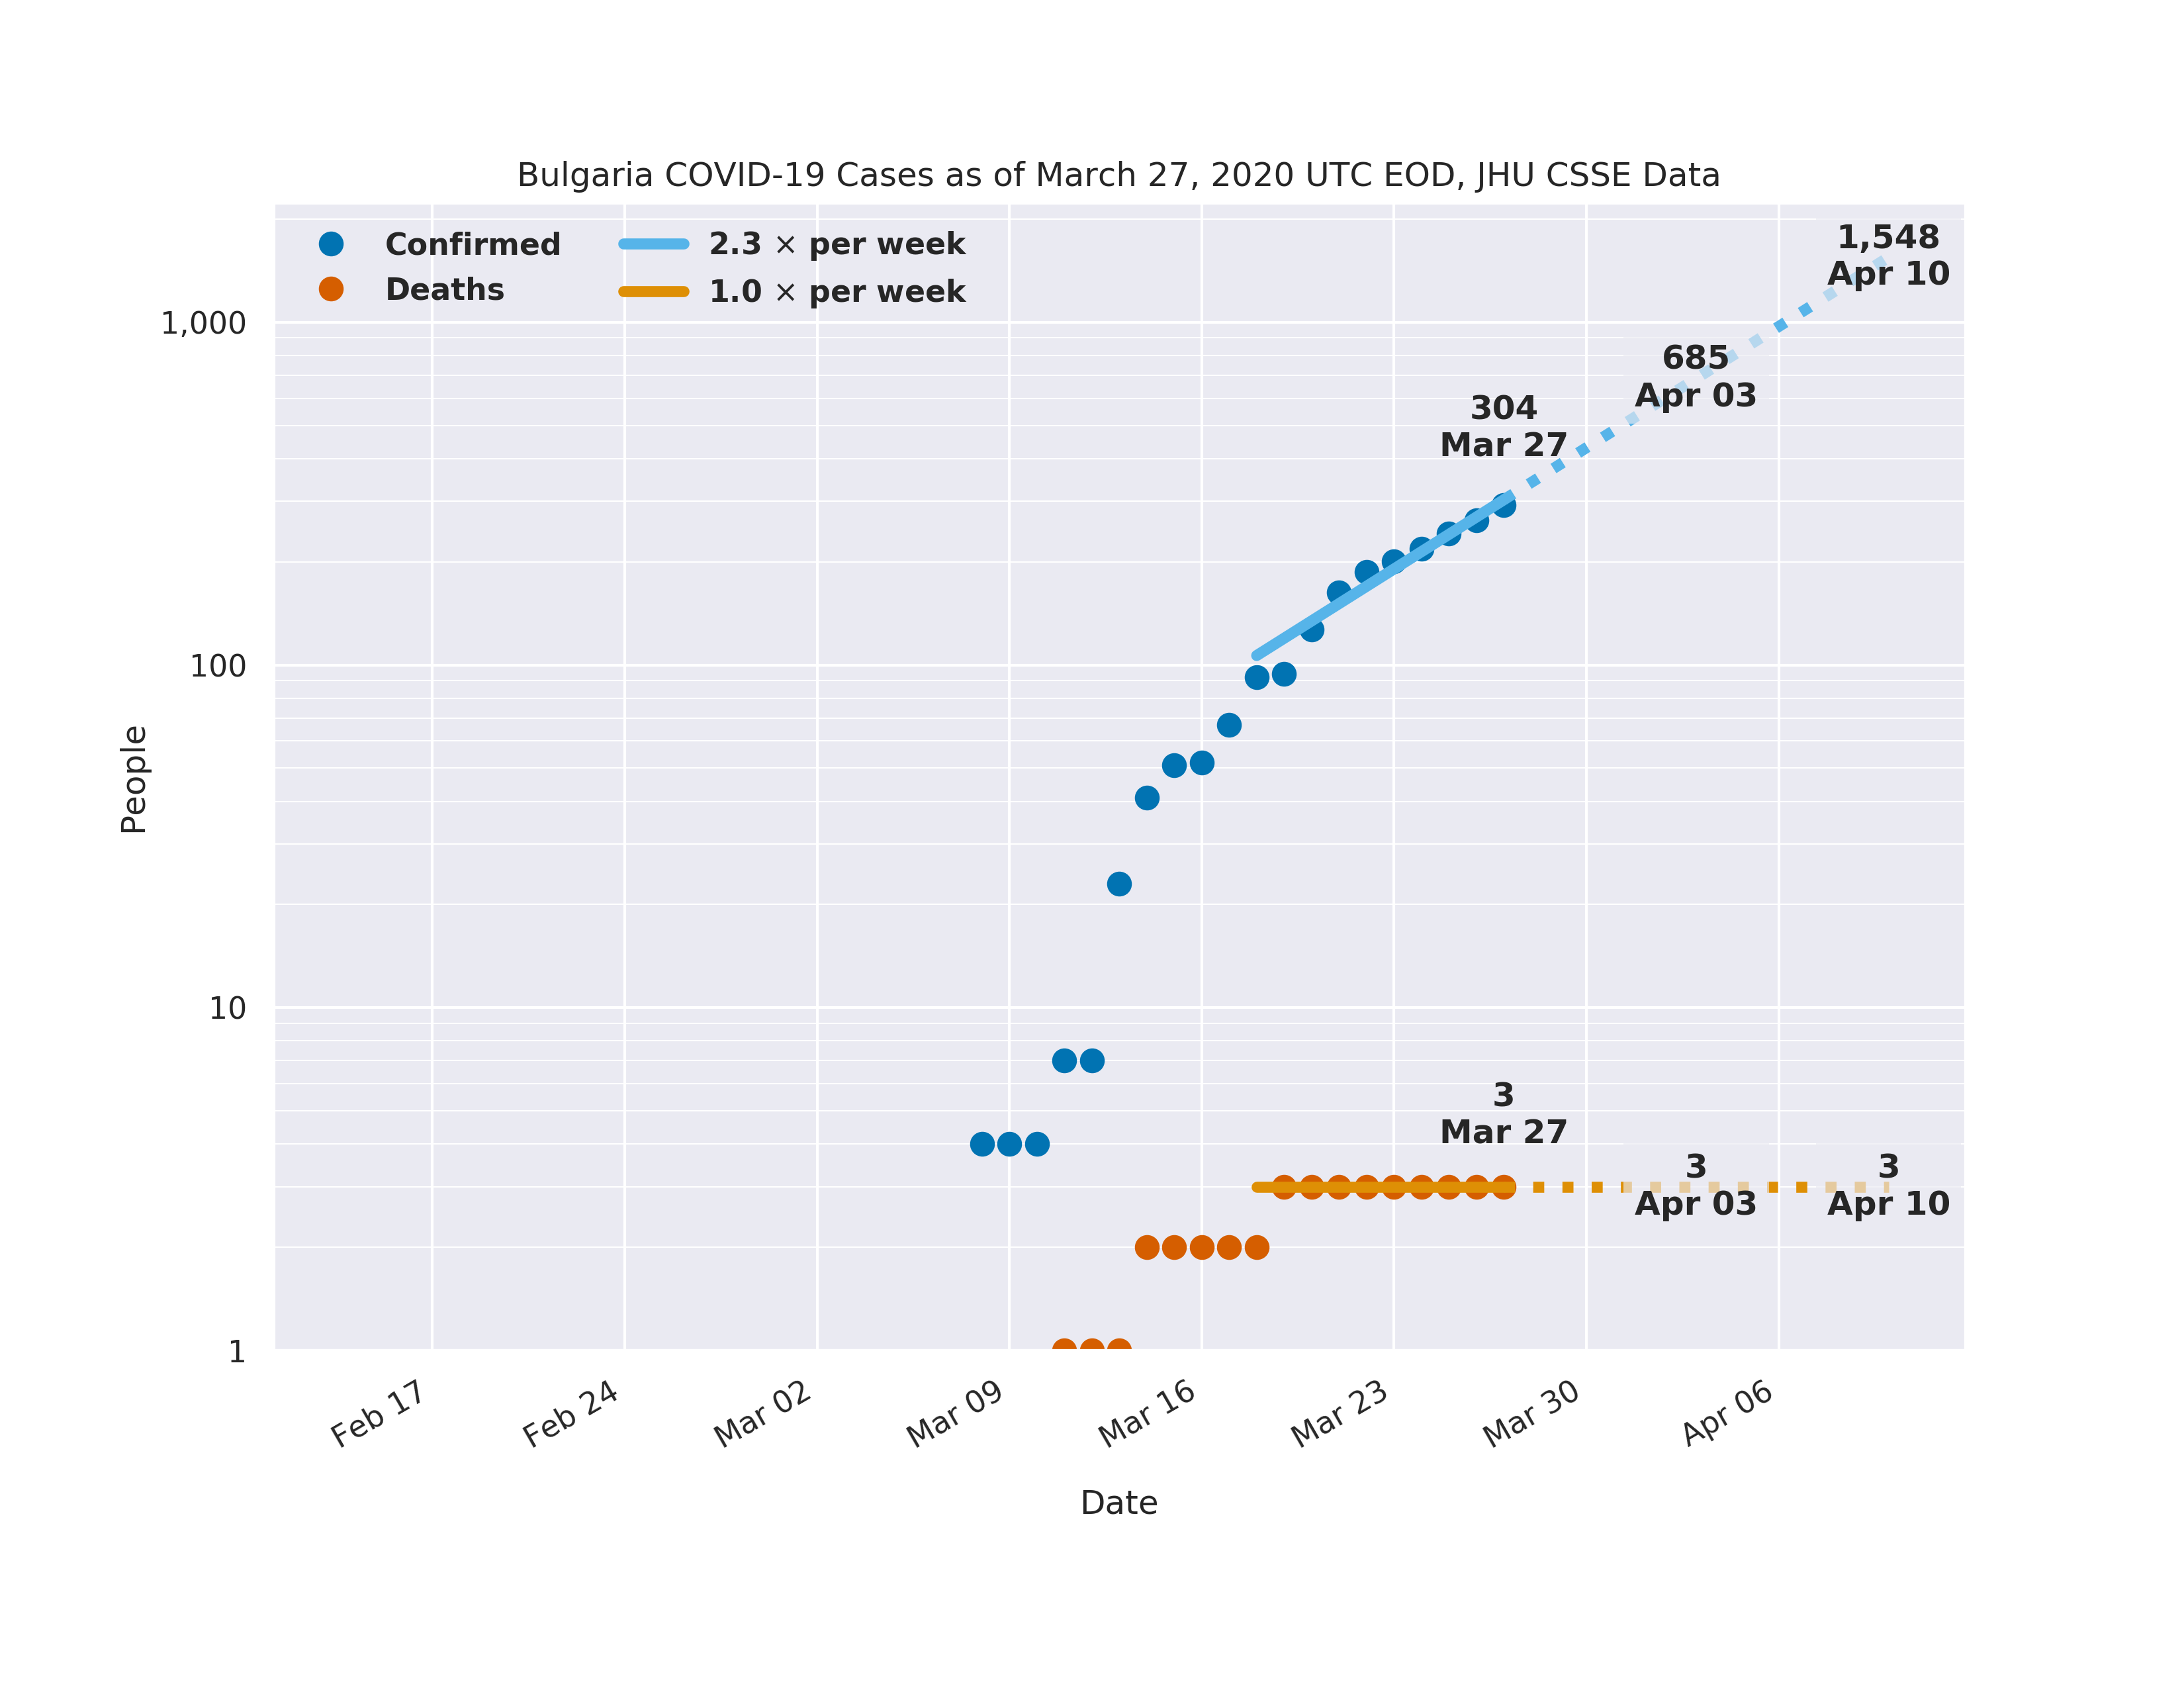 Bulgaria COVID-19 Cases as of March 27, 2020 UTC EOD, JHU CSSE Data
Confirmed
Deaths
2.3 × per week
1.0 × per week
1,548
Apr 10
685
Apr 03
304
Mar 27
3
Mar 27
3
Apr 03
3
Apr 10
1,000
100
10
1
People
Feb 17
Feb 24
Mar 02
Mar 09
Mar 16
Mar 23
Mar 30
Apr 06
Date